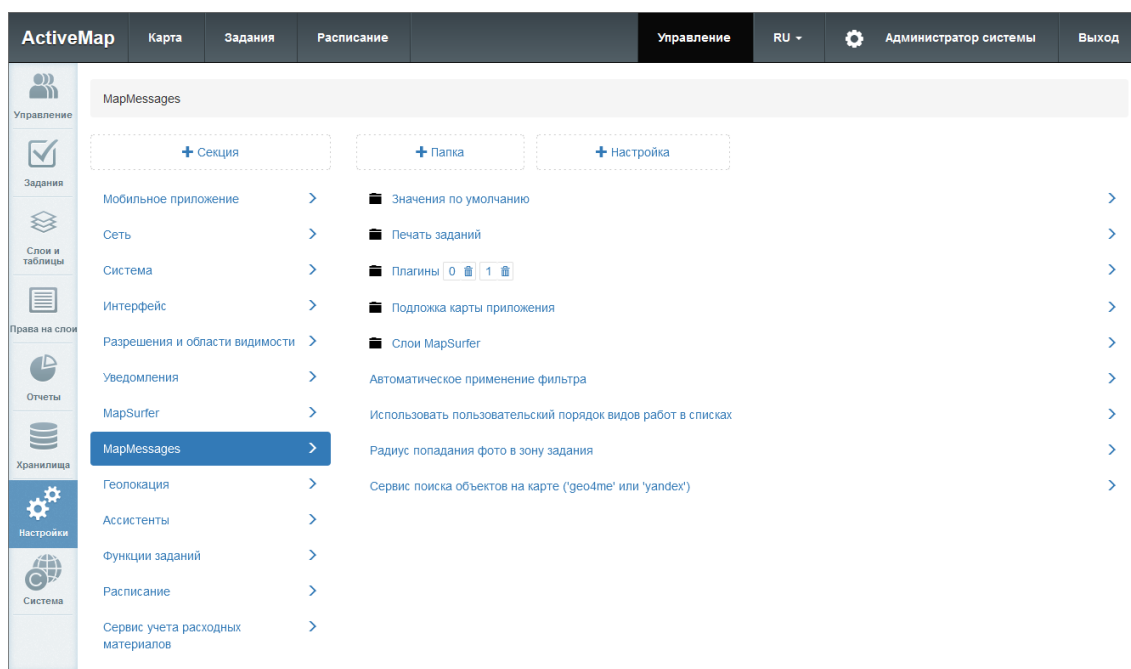 ActiveMap Карта Задания Расписание Управление RU Администратор системы Выход
Управление
Задания
Слои и
таблицы
Права на слои
Отчеты
Хранилища
Настройки
Система
MapMessages
+ Секция
+ Папка
+ Настройка
Мобильное приложение
Сеть
Система
Интерфейс
Разрешения и области видимости
Уведомления
MapSurfer
MapMessages
Геолокация
Ассистенты
Функции заданий
Расписание
Сервис учета расходных
материалов
Значения по умолчанию
Печать заданий
Плагины 0 1
Подложка карты приложения
Слои MapSurfer
Автоматическое применение фильтра
Использовать пользовательский порядок видов работ в списках
Радиус попадания фото в зону задания
Сервис поиска объектов на карте ('geo4me' или 'yandex')